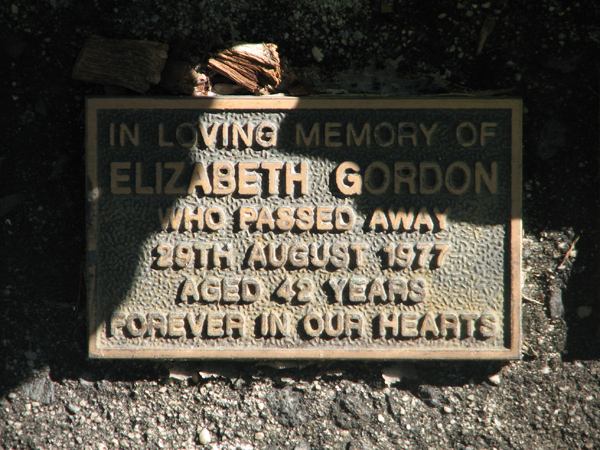 IN LOVING MEMORY OF
ELIZABETH GORDON
WHO PASSED AWAY
29TH AUGUST 1977
AGED 42 YEARS
FOREVER IN OUR HEARTS